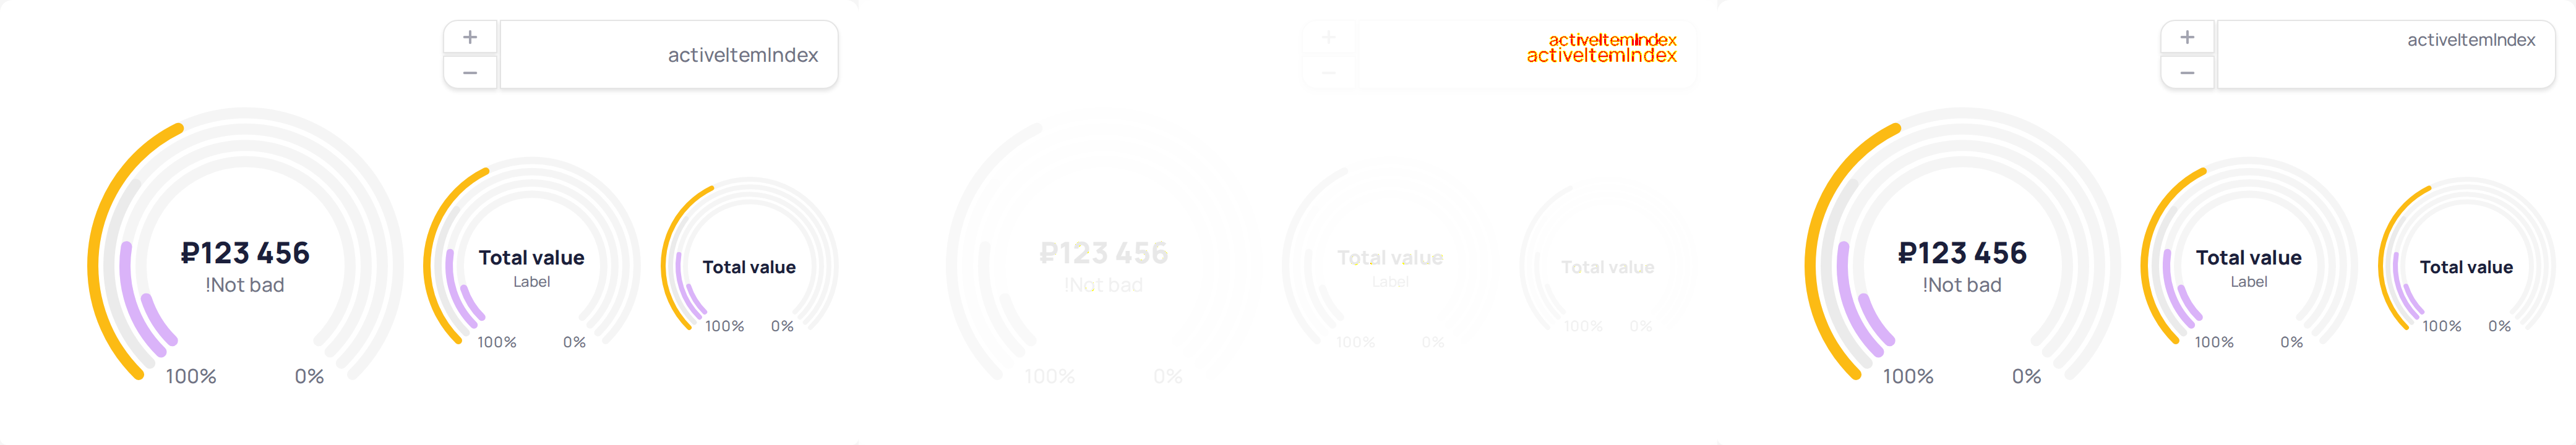 +
activeItemIndex
−
₽123 456
!Not bad
100% 0%
Total value
Label
100% 0%
Total value
100% 0%
+
activeItemIndex
activeItemIndex
−
₽123 456
!Not bad
100% 0%
Total value
Label
100% 0%
Total value
100% 0%
+
activeItemIndex
−
₽123 456
!Not bad
100% 0%
Total value
Label
100% 0%
Total value
100% 0%